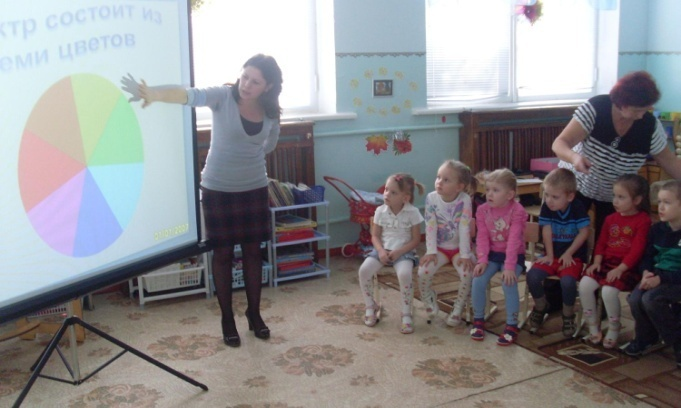 ктр состоит из
еми цветов